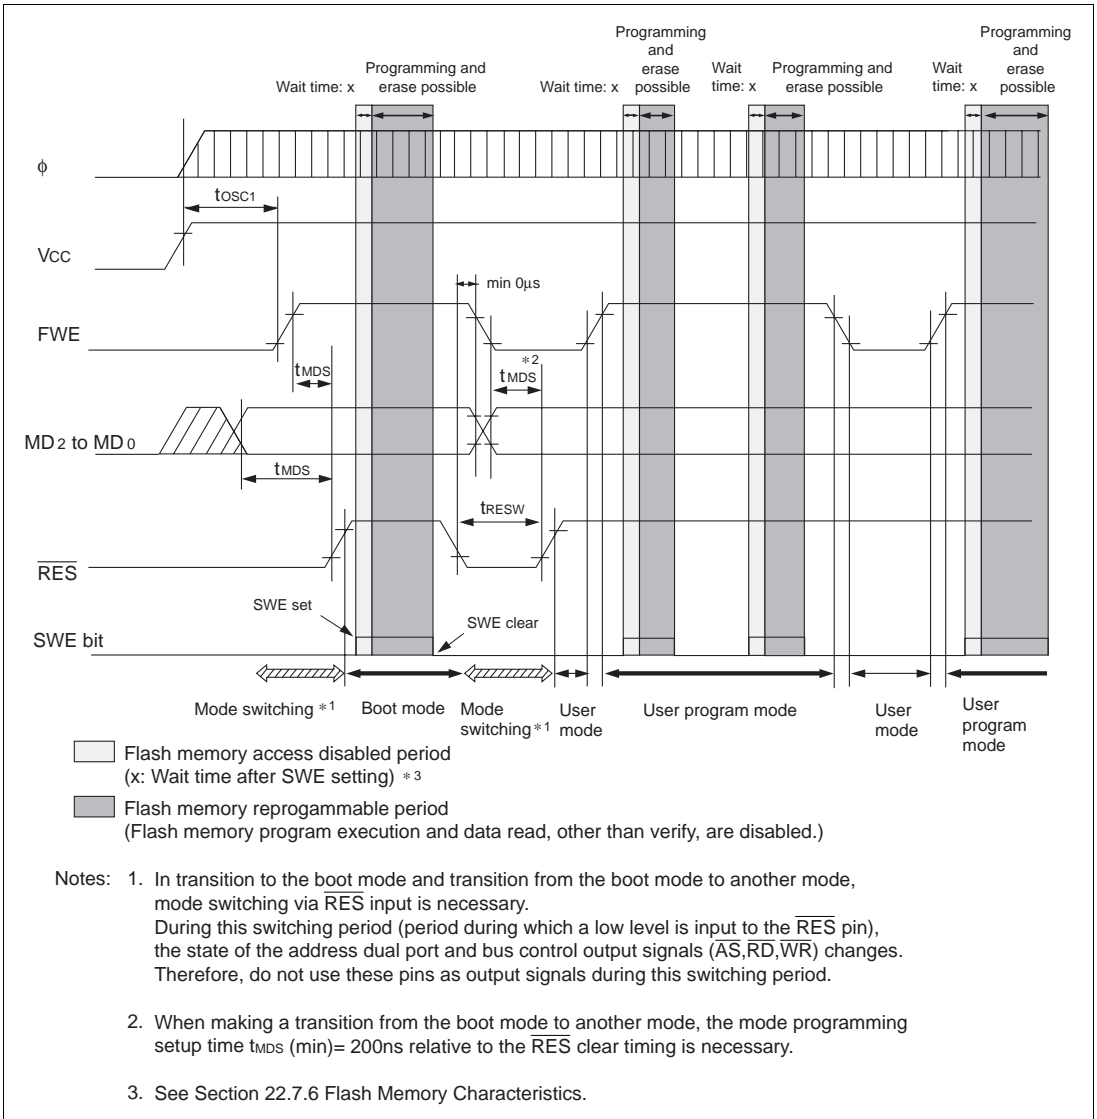 Programming
and
erase
possible
Programming
and
erase
possible
Wait time: x
Programming and
erase possible
Wait time: x
Wait
time: x
Programming and
erase possible
Wait
time: x
φ
tOSC1
VCC
min 0μs
FWE
tMDS
*2
tMDS
MD2 to MD0
tMDS
tRESW
RES
SWE set
SWE clear
SWE bit
Mode switching *1
Boot mode
Mode
switching *1
User
mode
User program mode
User
mode
User
program
mode
Flash memory access disabled period
(x: Wait time after SWE setting) *3
Flash memory reprogammable period
(Flash memory program execution and data read, other than verify, are disabled.)
Notes: 1. In transition to the boot mode and transition from the boot mode to another mode,
mode switching via RES input is necessary.
During this switching period (period during which a low level is input to the RES pin),
the state of the address dual port and bus control output signals (AS,RD,WR) changes.
Therefore, do not use these pins as output signals during this switching period.
2. When making a transition from the boot mode to another mode, the mode programming
setup time tMDS (min)= 200ns relative to the RES clear timing is necessary.
3. See Section 22.7.6 Flash Memory Characteristics.